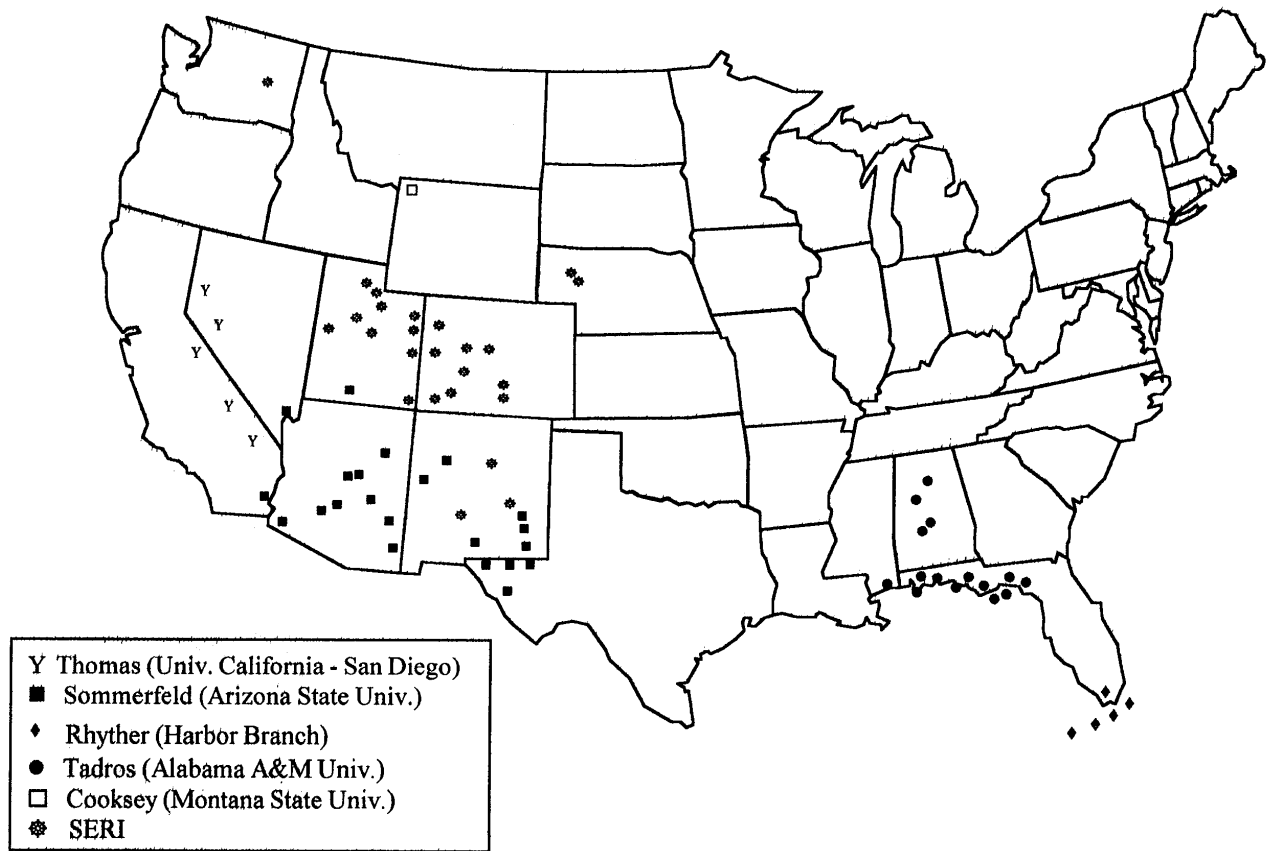 Y Thomas (Univ. California - San Diego)
Sommerfeld (Arizona State Univ.)
Rhyther (Harbor Branch)
Tadros (Alabama A&M Univ.)
Cooksey (Montana State Univ.)
SERI
Y
Y
Y
Y
Y